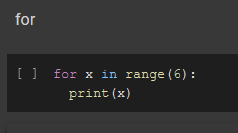 for
[ ] for x in range(6):
print(x)